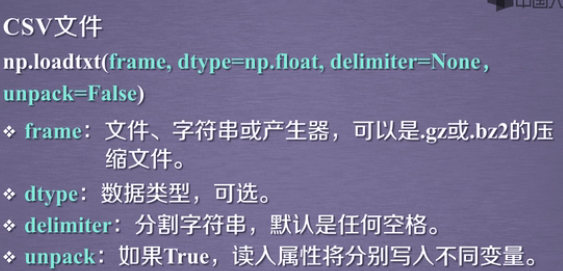 CSV文件
np.loadtxt(frame, dtype=np.float, delimiter=None，
unpack=False)
❖ frame：文件、字符串或产生器，可以是.gz或.bz2的压
缩文件。
❖ dtype：数据类型，可选。
❖ delimiter：分割字符串，默认是任何空格。
❖ unpack：如果True，读入属性将分别写入不同变量。